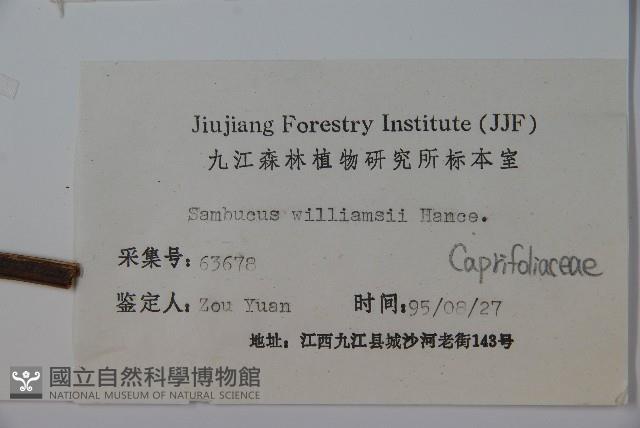 Jiujiang Forestry Institute (JJF)
九江森林植物研究所标本室
Sambucus williamsii Hance.
采集号: 63678
Caprifoliaceae
鉴定人: Zou Yuan 时间: 95/08/27
地址: 江西九江县城沙河老街143号
國立自然科學博物館
NATIONAL MUSEUM OF NATURAL SCIENCE